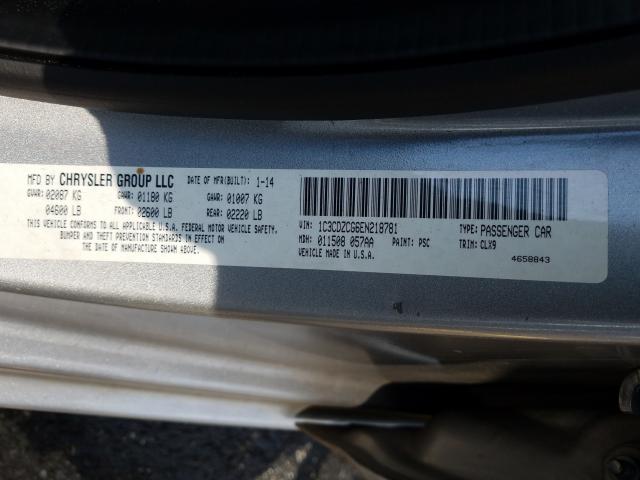 MFD BY CHRYSLER GROUP LLC DATE OF MFR(BUILT): 1-14
GVWR: 02087 KG GAWR: 01180 KG GAWR: 01007 KG
04600 LB FRONT: 02600 LB REAR: 02220 LB
THIS VEHICLE CONFORMS TO ALL APPLICABLE U.S.A. FEDERAL MOTOR VEHICLE SAFETY,
BUMPER AND THEFT PREVENTION STANDARDS IN EFFECT ON
THE DATE OF MANUFACTURE SHOWN ABOVE.
VIN: 1C3CDZCG6EN218781 TYPE: PASSENGER CAR
MDH: 011508 057AA PAINT: PSC TRIM: CLX9
VEHICLE MADE IN U.S.A. 4658843